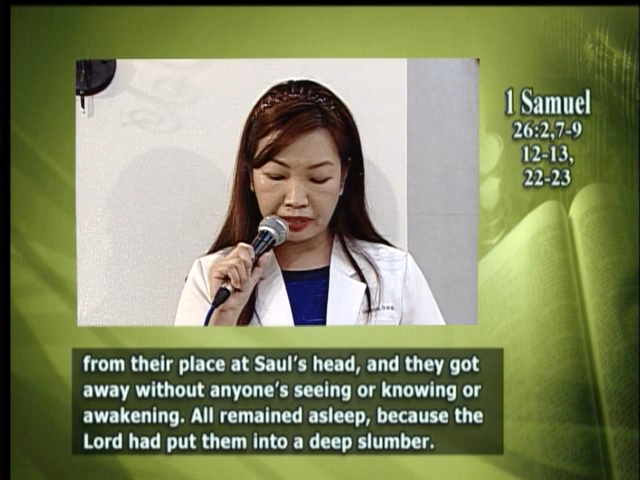 1 Samuel
26:2,7-9
12-13,
22-23
from their place at Saul's head, and they got
away without anyone's seeing or knowing or
awakening. All remained asleep, because the
Lord had put them into a deep slumber.